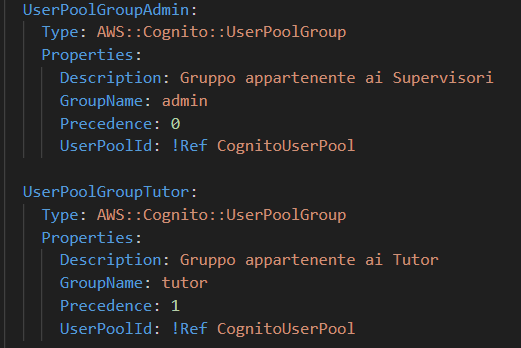 UserPoolGroupAdmin:
Type: AWS::Cognito::UserPoolGroup
Properties:
Description: Gruppo appartenente ai Supervisori
GroupName: admin
Precedence: 0
UserPoolId: !Ref CognitoUserPool
UserPoolGroupTutor:
Type: AWS::Cognito::UserPoolGroup
Properties:
Description: Gruppo appartenente ai Tutor
GroupName: tutor
Precedence: 1
UserPoolId: !Ref CognitoUserPool